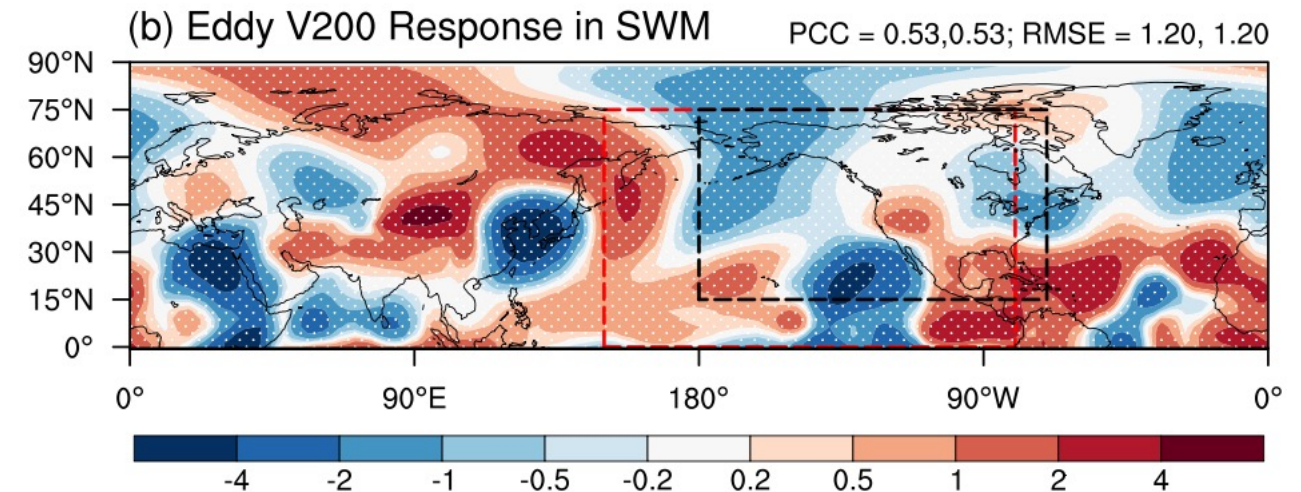 (b) Eddy V200 Response in SWM
PCC = 0.53,0.53; RMSE = 1.20, 1.20
90°N
75°N
60°N
45°N
30°N
15°N
0°
0° 90°E 180° 90°W 0°
-4 -2 -1 -0.5 -0.2 0.2 0.5 1 2 4